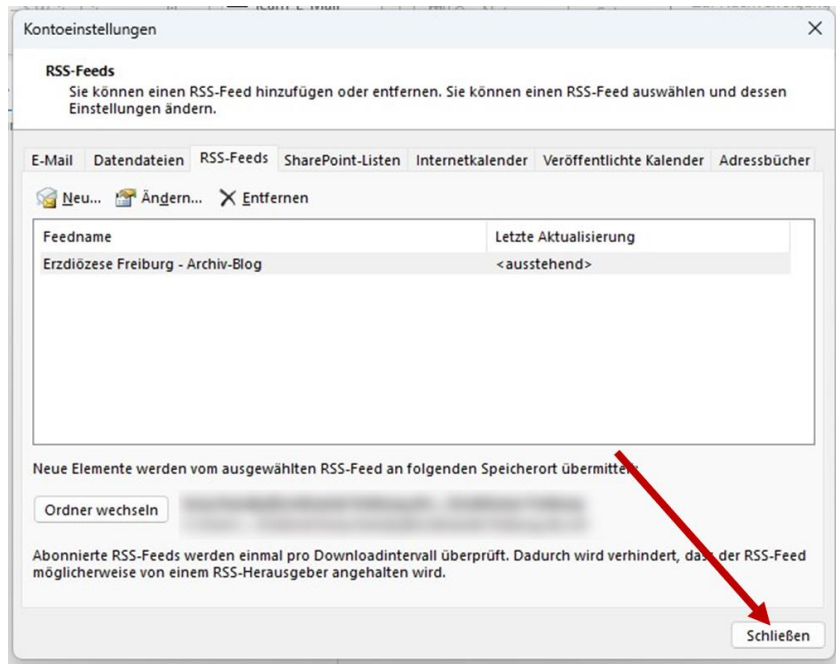 Kontoeinstellungen
RSS-Feeds
Sie können einen RSS-Feed hinzufügen oder entfernen. Sie können einen RSS-Feed auswählen und dessen
Einstellungen ändern.
E-Mail Datendateien RSS-Feeds SharePoint-Listen Internetkalender Veröffentlichte Kalender Adressbücher
Neu... Ändern... Entfernen
Feedname Letzte Aktualisierung
Erzdiözese Freiburg - Archiv-Blog <ausstehend>
Neue Elemente werden vom ausgewählten RSS-Feed an folgenden Speicherort übermittelt:
Ordner wechseln
Abonnierte RSS-Feeds werden einmal pro Downloadintervall überprüft. Dadurch wird verhindert, dass der RSS-Feed
möglicherweise von einem RSS-Herausgeber angehalten wird.
Schließen